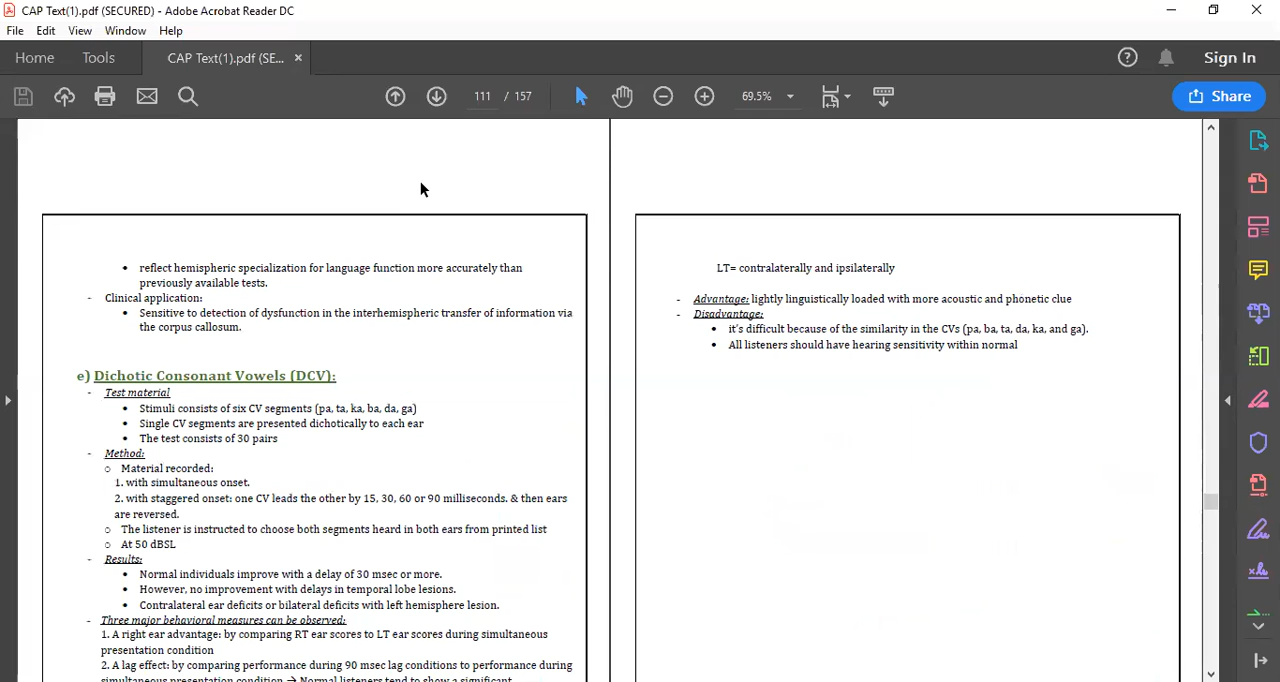 CAP Text(1).pdf (SECURED) - Adobe Acrobat Reader DC
File Edit View Window Help
Home Tools CAP Text(1).pdf (SE... × Sign In
111 / 157 69.5% Share
• reflect hemispheric specialization for language function more accurately than
previously available tests.
- Clinical application:
• Sensitive to detection of dysfunction in the interhemispheric transfer of information via
the corpus callosum.
e) Dichotic Consonant Vowels (DCV):
- Test material
• Stimuli consists of six CV segments (pa, ta, ka, ba, da, ga)
• Single CV segments are presented dichotically to each ear
• The test consists of 30 pairs
- Method:
o Material recorded:
1. with simultaneous onset.
2. with staggered onset: one CV leads the other by 15, 30, 60 or 90 milliseconds. & then ears
are reversed.
o The listener is instructed to choose both segments heard in both ears from printed list
o At 50 dBSL
- Results:
• Normal individuals improve with a delay of 30 msec or more.
• However, no improvement with delays in temporal lobe lesions.
• Contralateral ear deficits or bilateral deficits with left hemisphere lesion.
- Three major behavioral measures can be observed:
1. A right ear advantage: by comparing RT ear scores to LT ear scores during simultaneous
presentation condition
2. A lag effect: by comparing performance during 90 msec lag conditions to performance during
simultaneous presentation condition → Normal listeners tend to show a significant
LT= contralaterally and ipsilaterally
- Advantage: lightly linguistically loaded with more acoustic and phonetic clue
- Disadvantage:
• it's difficult because of the similarity in the CVs (pa, ba, ta, da, ka, and ga).
• All listeners should have hearing sensitivity within normal